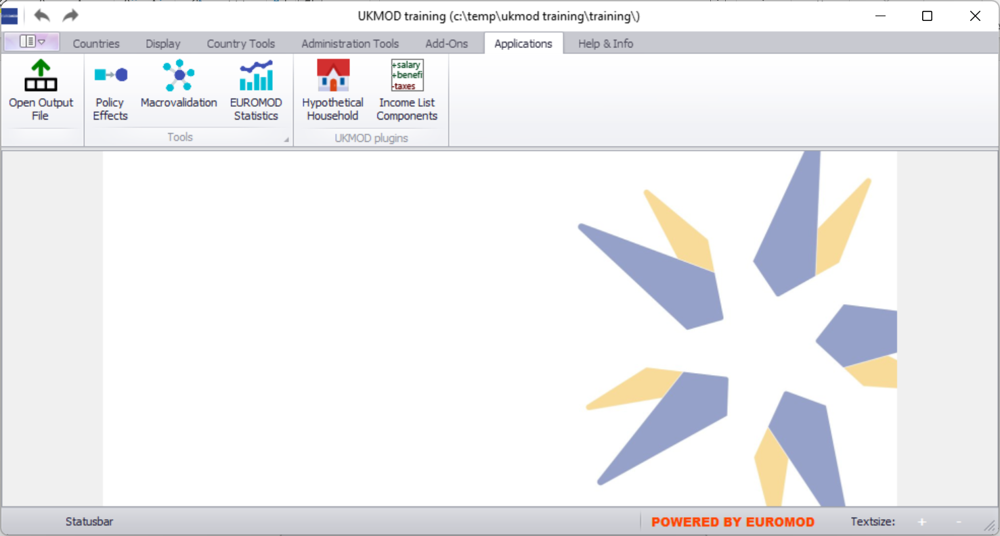 UKMOD training (c:\temp\ukmod training\training\)
Countries Display Country Tools Administration Tools Add-Ons Applications Help & Info
Open Output
File
Policy
Effects
Macrovalidation
EUROMOD
Statistics
Tools
Hypothetical
Household
+salary
+benefi
-taxes
Income List
Components
UKMOD plugins
Statusbar
POWERED BY EUROMOD
Textsize: + -